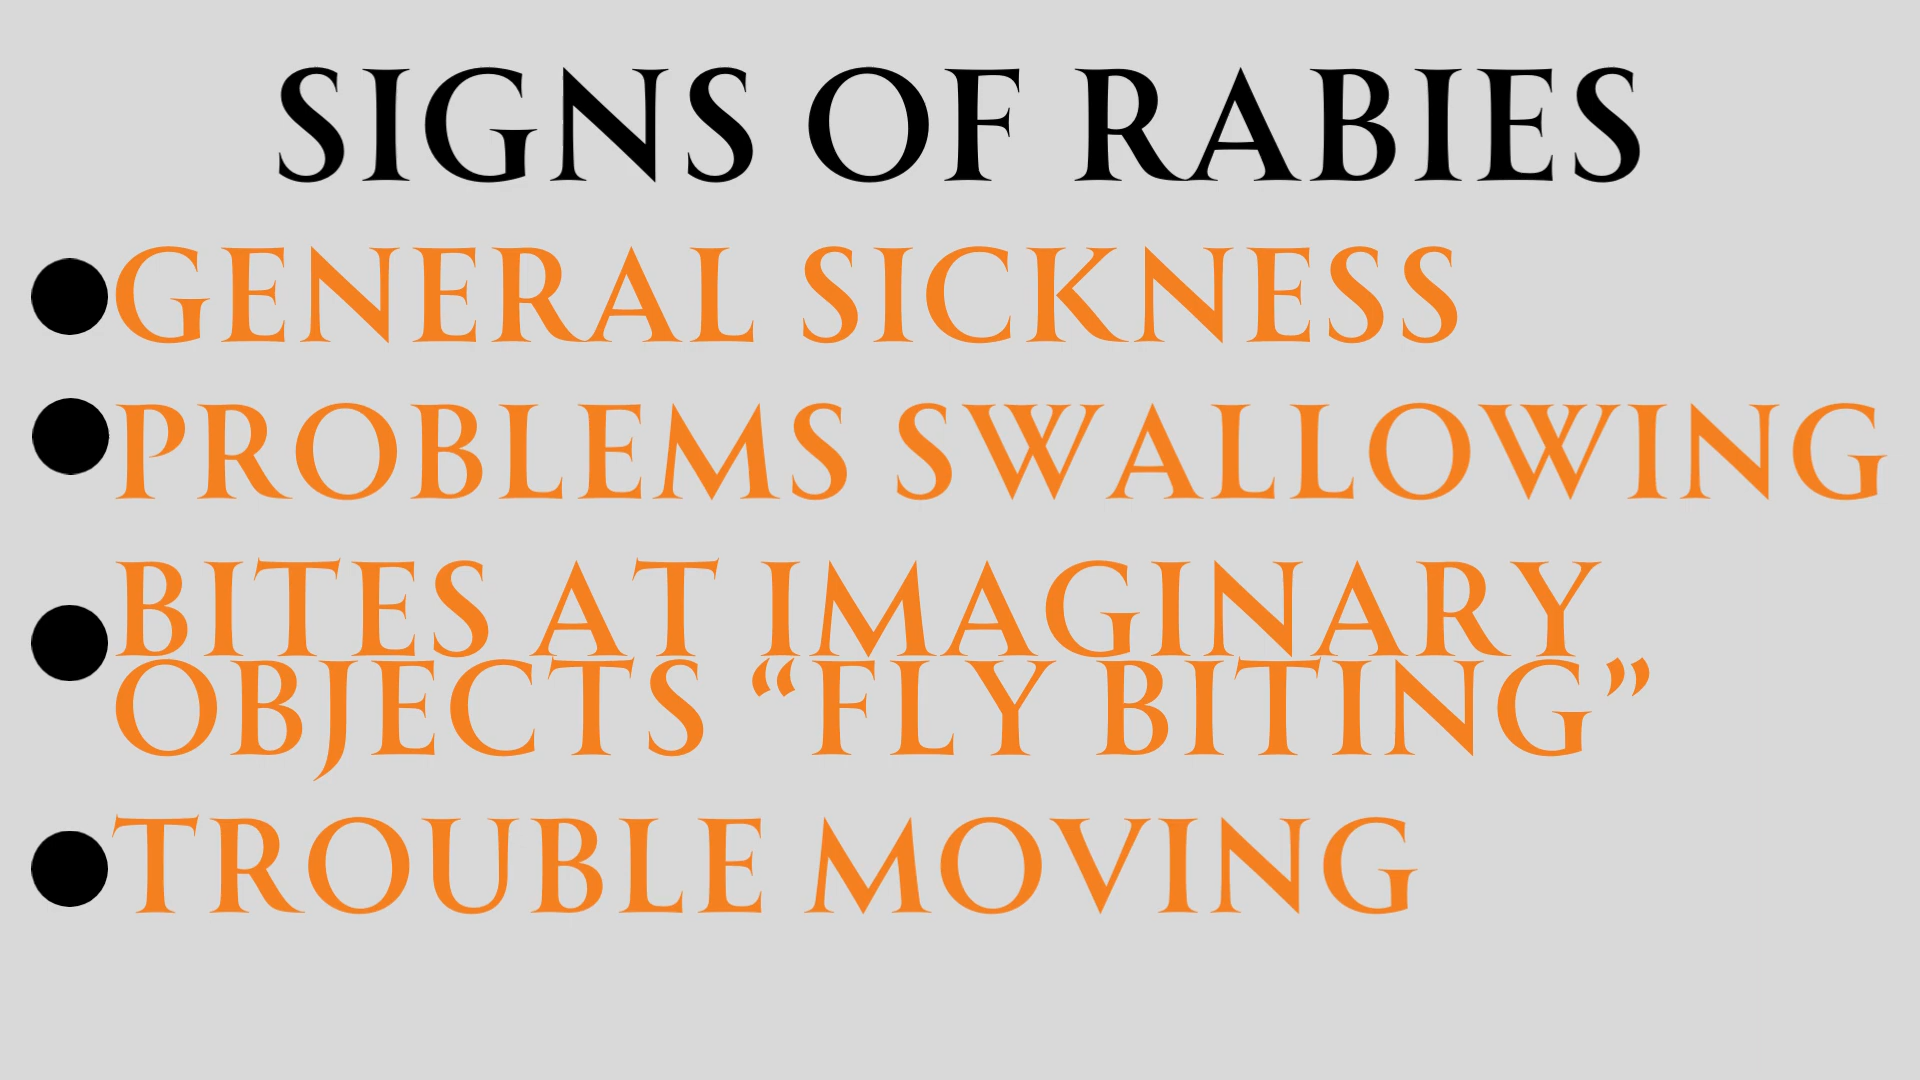 SIGNS OF RABIES
●GENERAL SICKNESS
●PROBLEMS SWALLOWING
●BITES AT IMAGINARY
OBJECTS “FLY BITING”
●TROUBLE MOVING